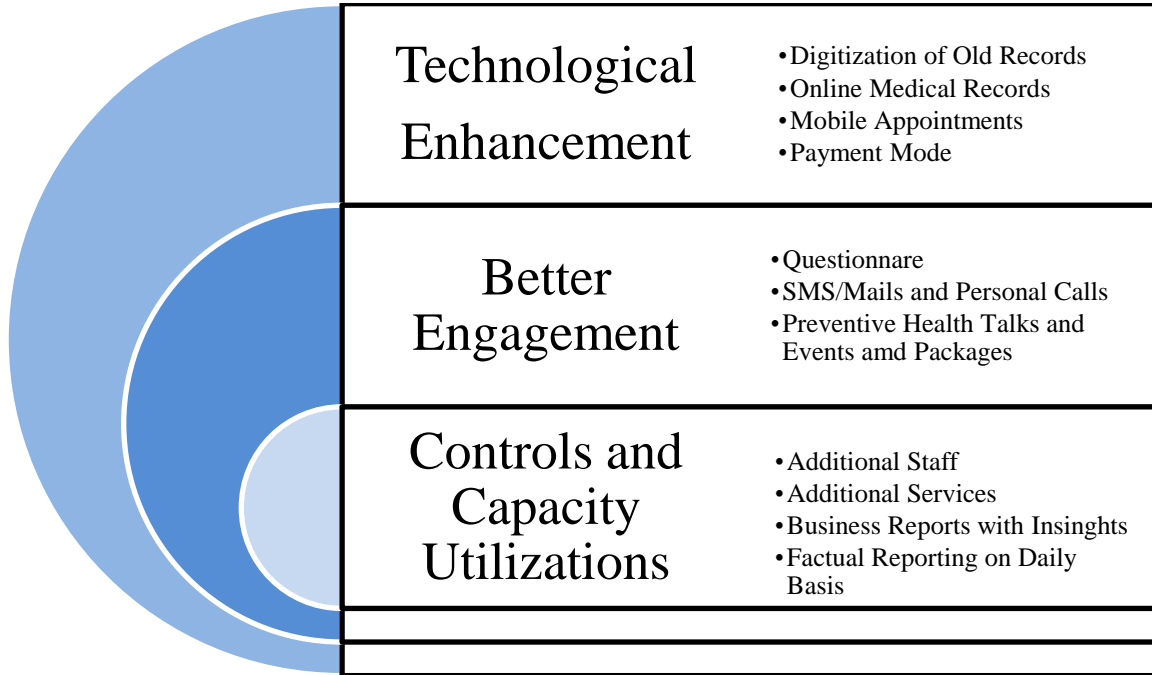 Technological
Enhancement
•Digitization of Old Records
•Online Medical Records
•Mobile Appointments
•Payment Mode
Better
Engagement
•Questionnare
•SMS/Mails and Personal Calls
•Preventive Health Talks and
Events amd Packages
Controls and
Capacity
Utilizations
•Additional Staff
•Additional Services
•Business Reports with Insinghts
•Factual Reporting on Daily
Basis